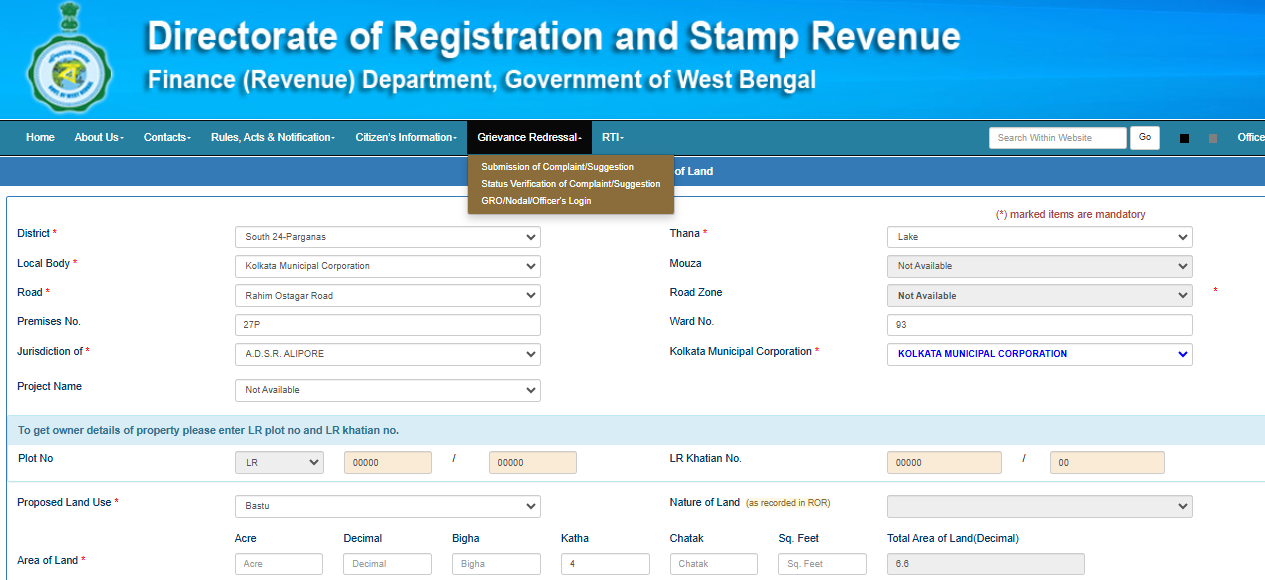 Directorate of Registration and Stamp Revenue
Finance (Revenue) Department, Government of West Bengal
Home About Us Contacts Rules, Acts & Notification Citizen's Information Grievance Redressal RTI Search Within Website Go Office
Submission of Complaint/Suggestion
Status Verification of Complaint/Suggestion
GRO/Nodal/Officer's Login
of Land
(*) marked items are mandatory
District * South 24-Parganas Thana * Lake
Local Body * Kolkata Municipal Corporation Mouza Not Available
Road * Rahim Ostagar Road Road Zone Not Available *
Premises No. 27P Ward No. 93
Jurisdiction of * A.D.S.R. ALIPORE Kolkata Municipal Corporation * KOLKATA MUNICIPAL CORPORATION
Project Name Not Available
To get owner details of property please enter LR plot no and LR khatian no.
Plot No LR 00000 / 00000 LR Khatian No. 00000 / 00
Proposed Land Use * Bastu Nature of Land (as recorded in ROR)
Acre Decimal Bigha Katha Chatak Sq. Feet Total Area of Land(Decimal)
Area of Land * Acre Decimal Bigha 4 Chatak Sq. Feet 6.6